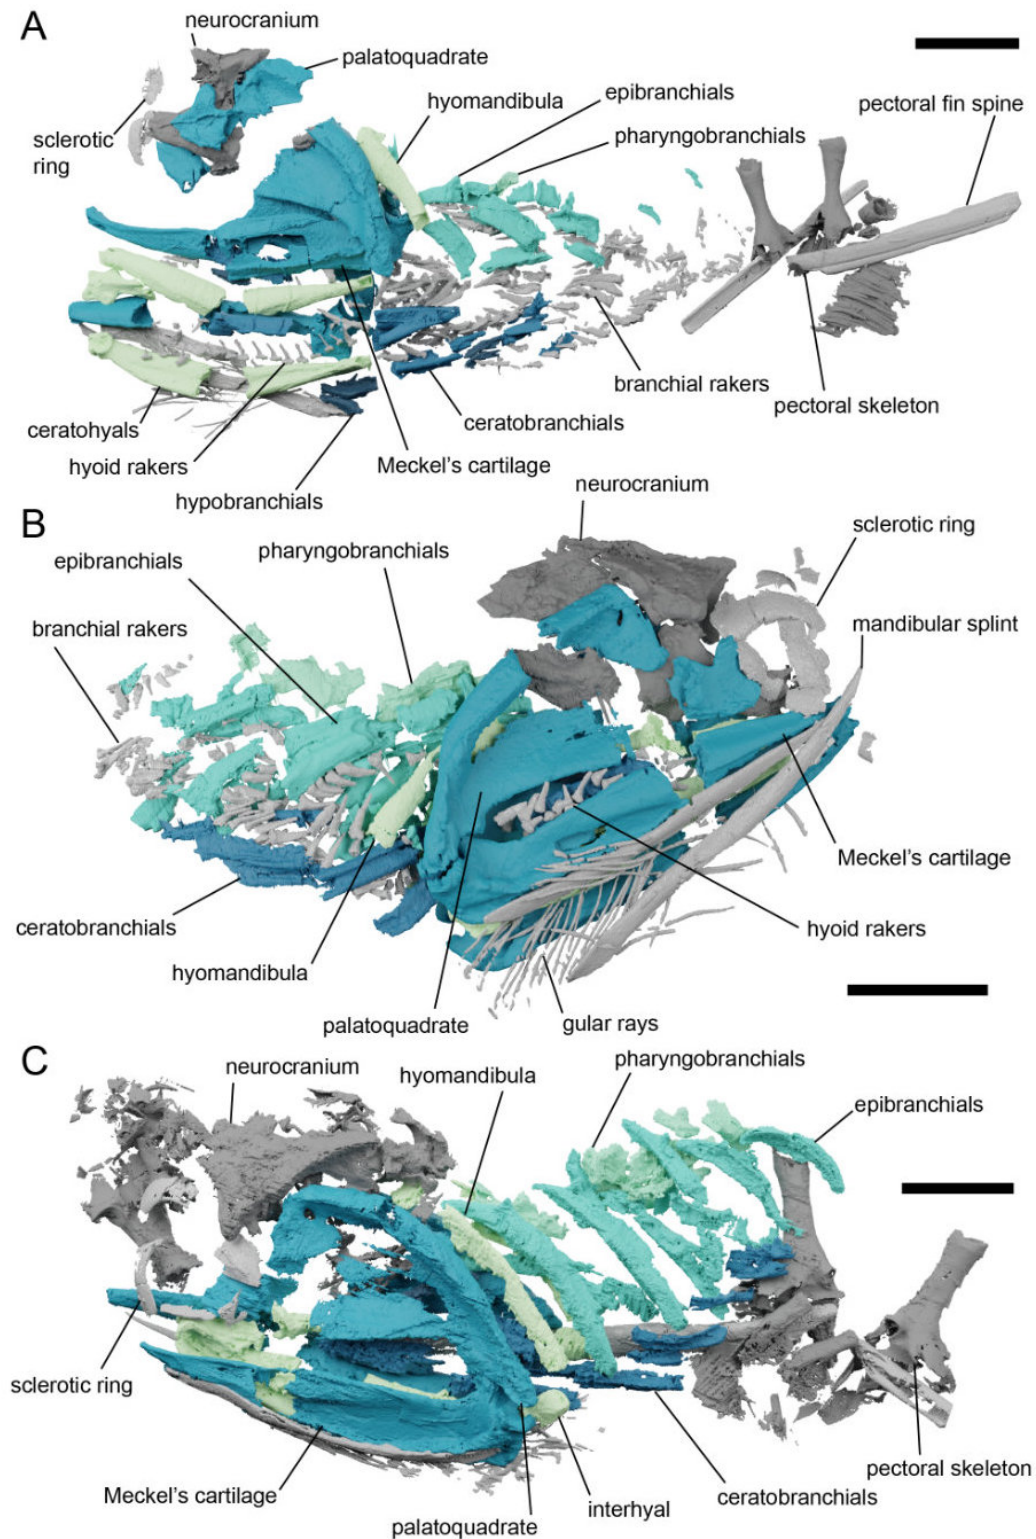 A
neurocranium
palatoquadrate
hyomandibula
epibranchials
pectoral fin spine
sclerotic
ring
pharyngobranchials
branchial rakers
pectoral skeleton
ceratohyals
ceratobranchials
hyoid rakers
Meckel's cartilage
hypobranchials
B
neurocranium
sclerotic ring
pharyngobranchials
epibranchials
branchial rakers
mandibular splint
Meckel's cartilage
ceratobranchials
hyoid rakers
hyomandibula
palatoquadrate
gular rays
C
neurocranium
hyomandibula
pharyngobranchials
epibranchials
sclerotic ring
pectoral skeleton
Meckel's cartilage
ceratobranchials
interhyal
palatoquadrate